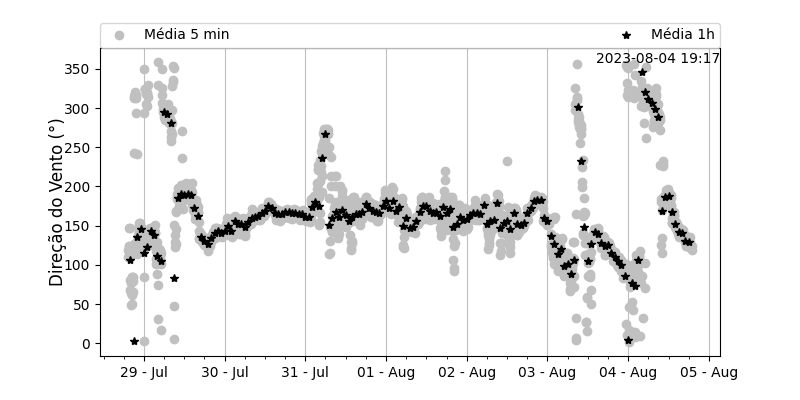 Média 5 min
Média 1h
2023-08-04 19:17
Direção do Vento (°)
350
300
250
200
150
100
50
0
29 - Jul
30 - Jul
31 - Jul
01 - Aug
02 - Aug
03 - Aug
04 - Aug
05 - Aug